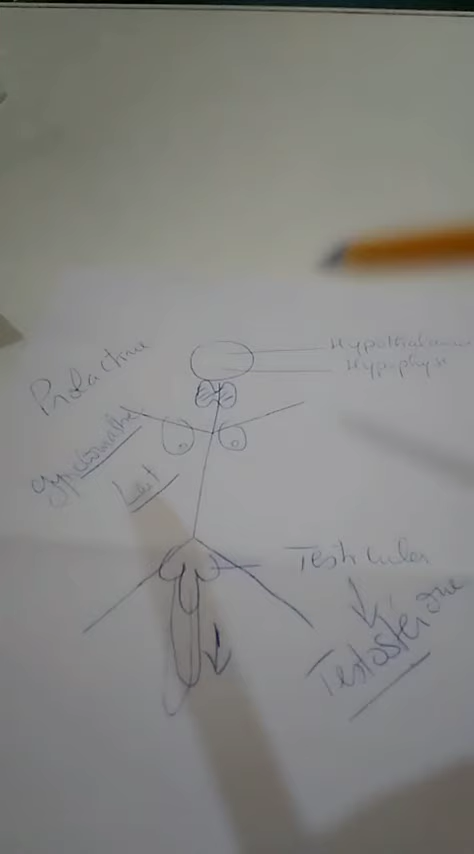 Hypothalamus
Hypophyse
Prolactine
gynécomastie
Lait
Testicules
Testostérone